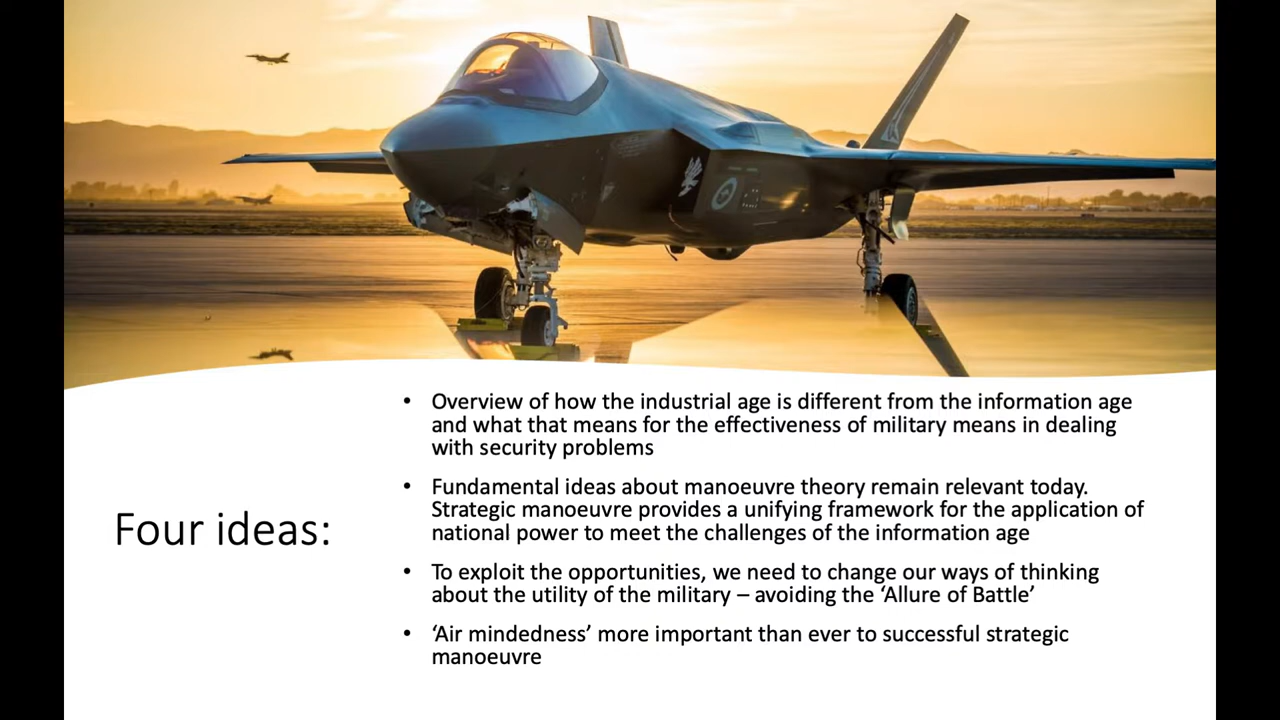 Four ideas:
• Overview of how the industrial age is different from the information age
and what that means for the effectiveness of military means in dealing
with security problems
• Fundamental ideas about manoeuvre theory remain relevant today.
Strategic manoeuvre provides a unifying framework for the application of
national power to meet the challenges of the information age
• To exploit the opportunities, we need to change our ways of thinking
about the utility of the military – avoiding the ‘Allure of Battle’
• ‘Air mindedness’ more important than ever to successful strategic
manoeuvre